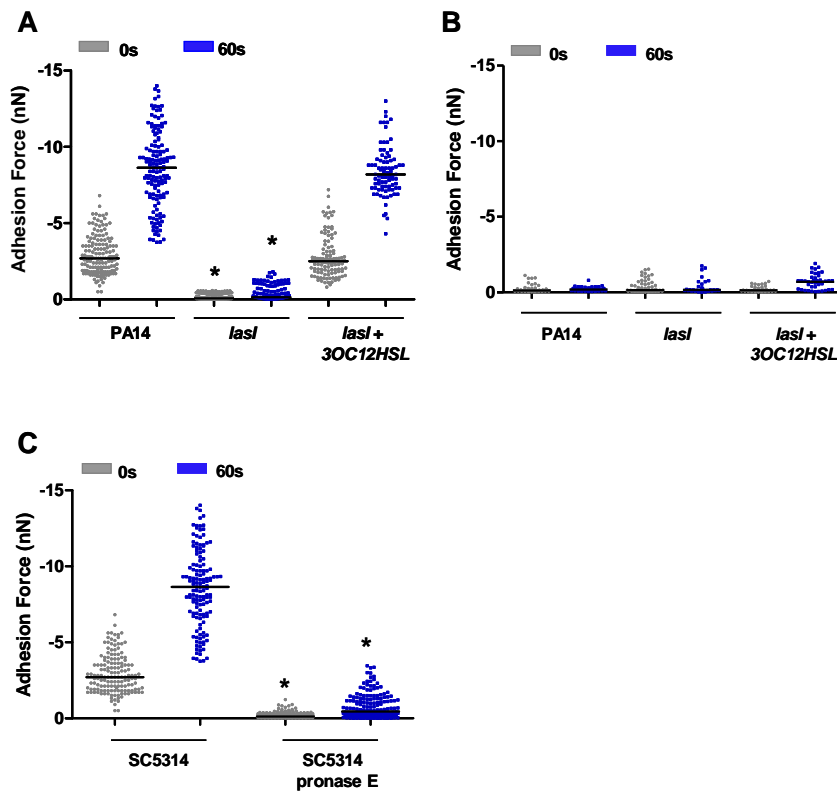 A
0s 60s
-15
-10
-5
0
Adhesion Force (nN)
*
*
PA14 lasI lasI +
3OC12HSL
B
0s 60s
-15
-10
-5
0
Adhesion Force (nN)
PA14 lasI lasI +
3OC12HSL
C
0s 60s
-15
-10
-5
0
Adhesion Force (nN)
*
*
SC5314 SC5314
pronase E